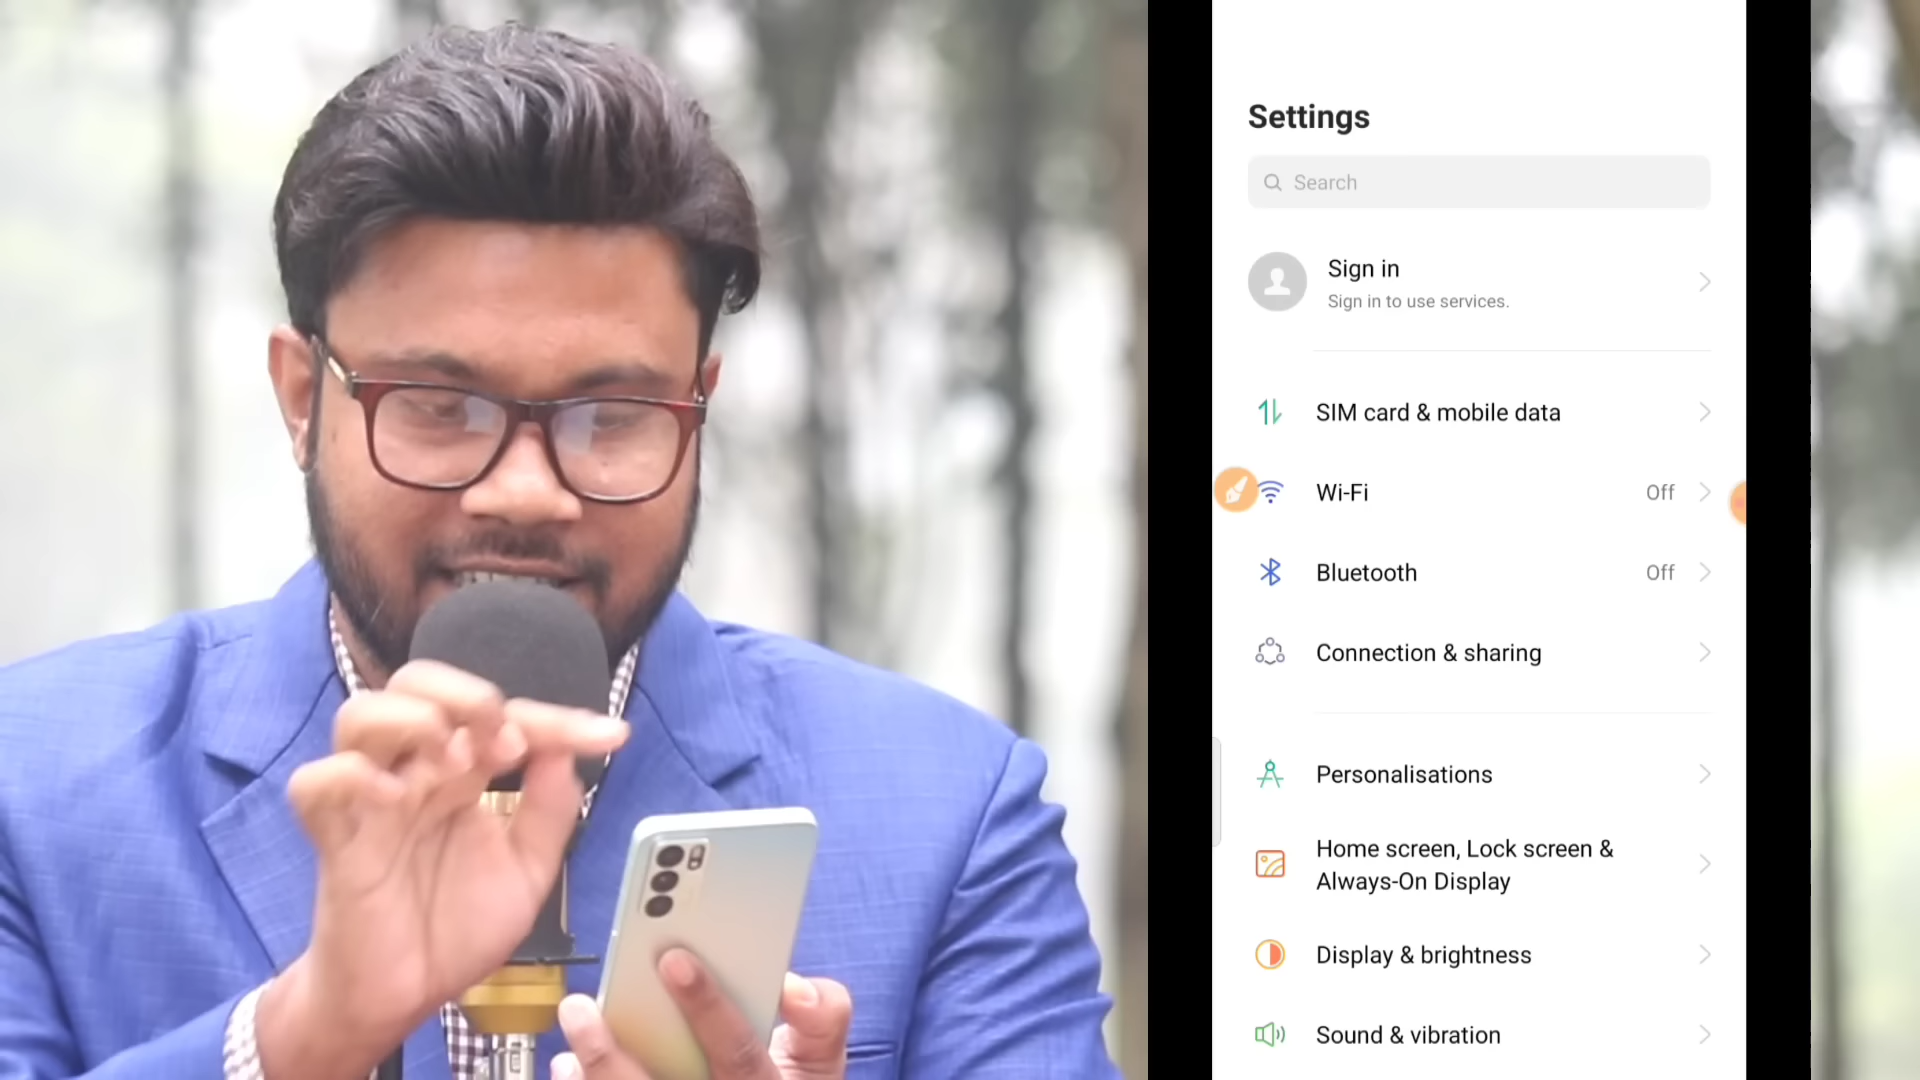 Settings
Search
Sign in
Sign in to use services.
SIM card & mobile data
Wi-Fi Off
Bluetooth Off
Connection & sharing
Personalisations
Home screen, Lock screen &
Always-On Display
Display & brightness
Sound & vibration